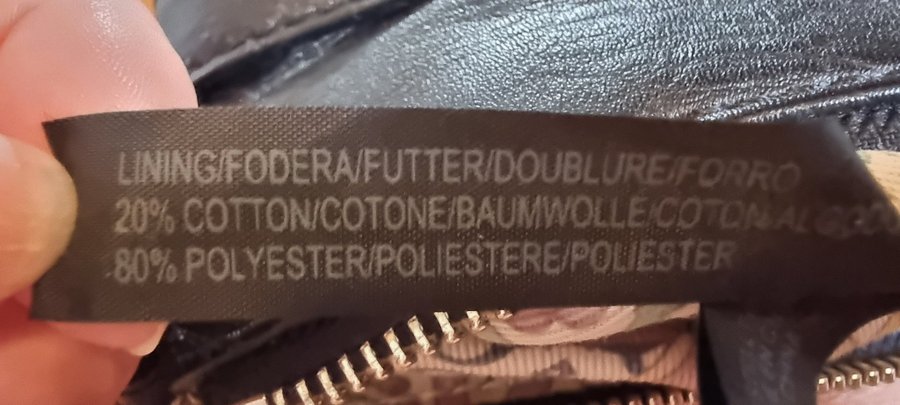 LINING/FODERA/FUTTER/DOUBLURE/FORRO
20% COTTON/COTONE/BAUMWOLLE/COTON
80% POLYESTER/POLIESTERE/POLIESTER